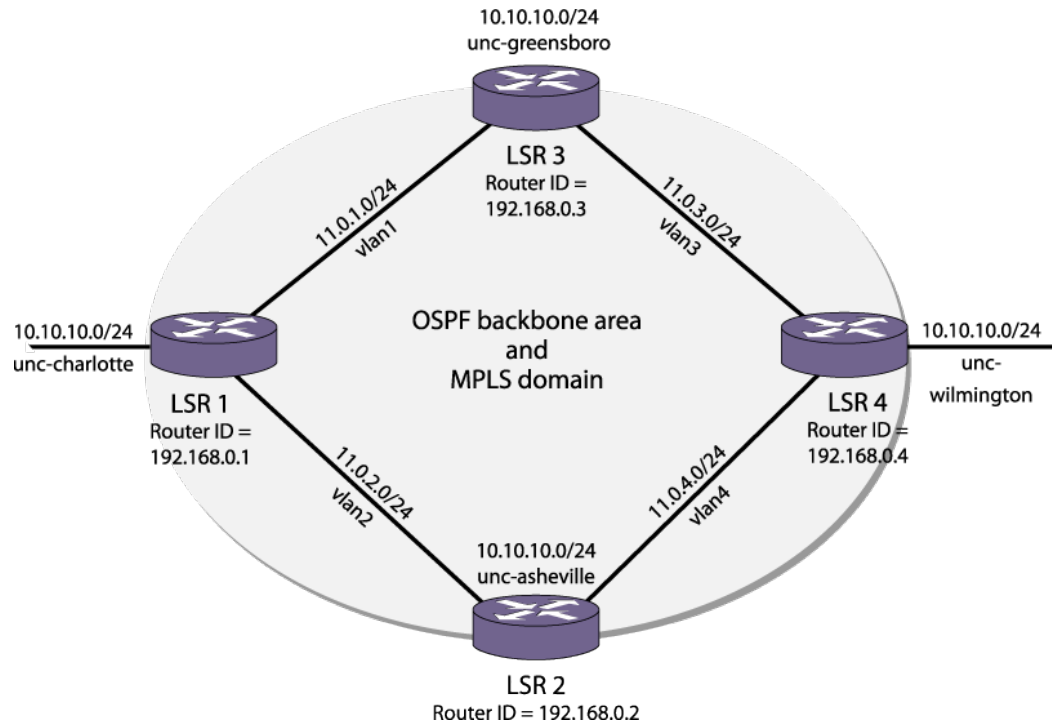 10.10.10.0/24
unc-greensboro
LSR 3
Router ID =
192.168.0.3
11.0.1.0/24
vlan1
11.0.3.0/24
vlan3
10.10.10.0/24
unc-charlotte
OSPF backbone area
and
MPLS domain
10.10.10.0/24
unc-
wilmington
LSR 1
Router ID =
192.168.0.1
LSR 4
Router ID =
192.168.0.4
11.0.2.0/24
vlan2
11.0.4.0/24
vlan4
10.10.10.0/24
unc-asheville
LSR 2
Router ID = 192.168.0.2